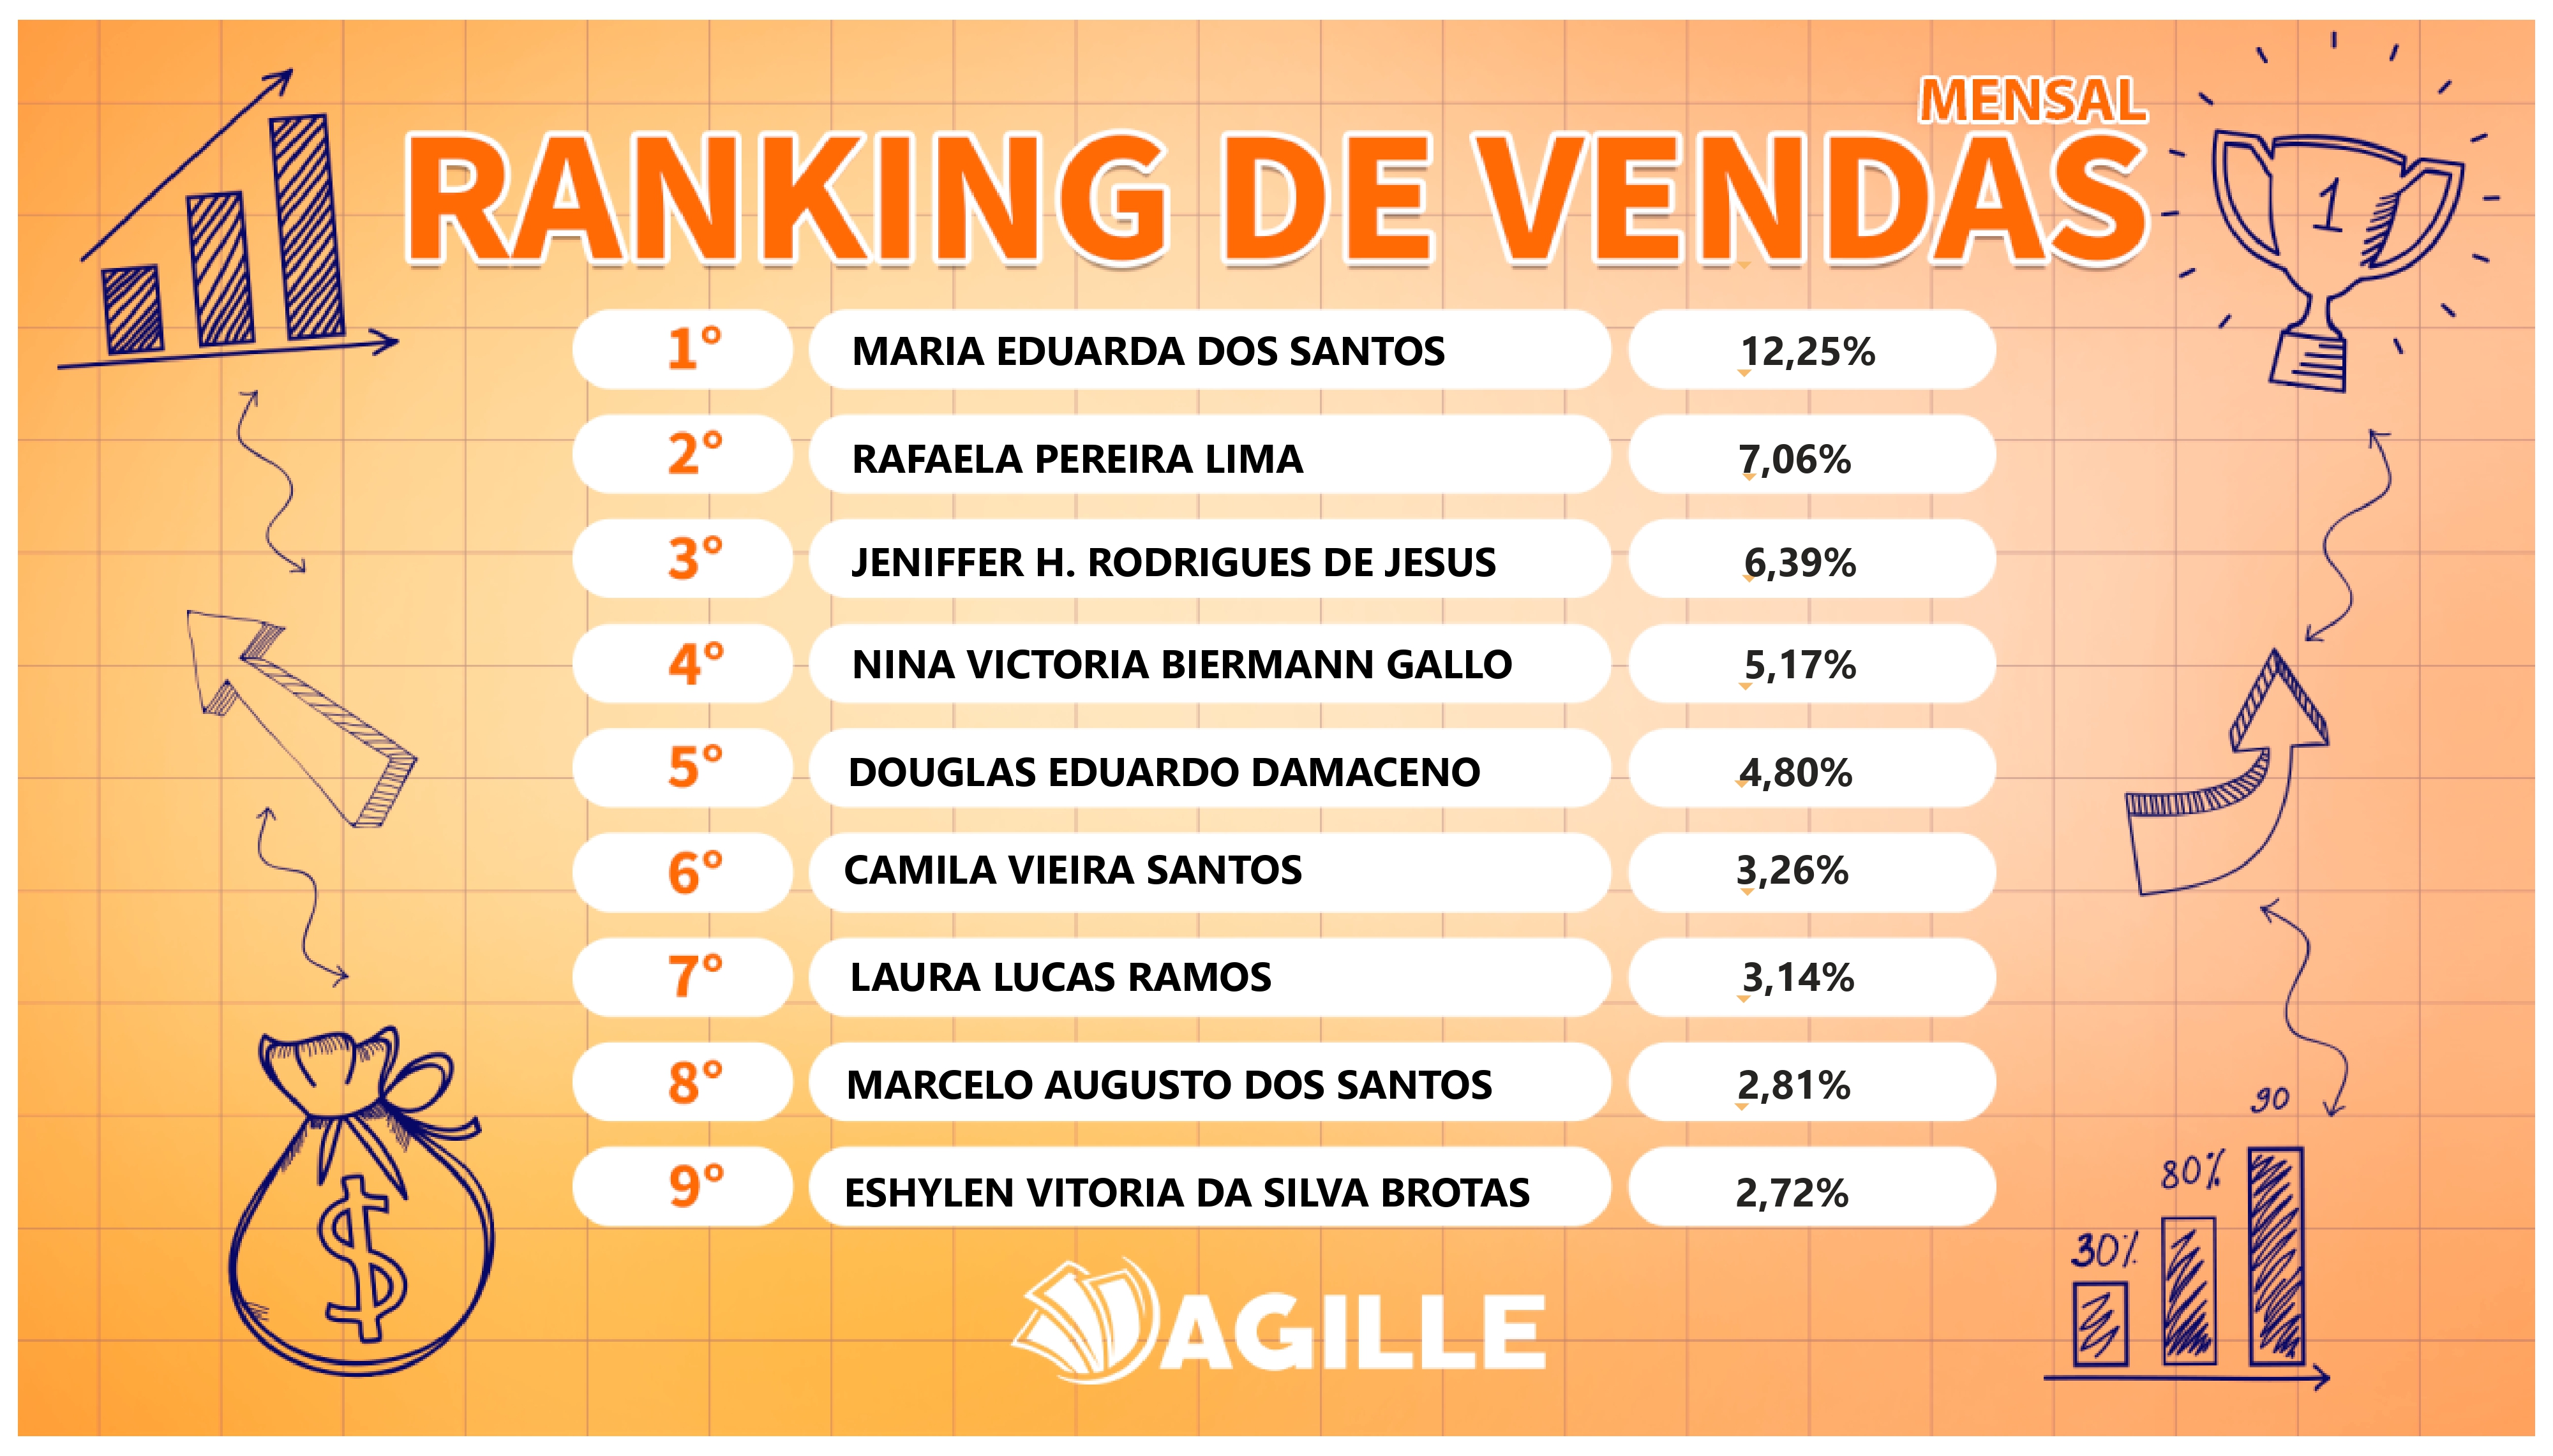 MENSAL
RANKING DE VENDAS
1
1° MARIA EDUARDA DOS SANTOS 12,25%
2° RAFAELA PEREIRA LIMA 7,06%
3° JENIFFER H. RODRIGUES DE JESUS 6,39%
4° NINA VICTORIA BIERMANN GALLO 5,17%
5° DOUGLAS EDUARDO DAMACENO 4,80%
6° CAMILA VIEIRA SANTOS 3,26%
7° LAURA LUCAS RAMOS 3,14%
8° MARCELO AUGUSTO DOS SANTOS 2,81%
9° ESHYLEN VITORIA DA SILVA BROTAS 2,72%
$
90
80%
30%
AGILLE